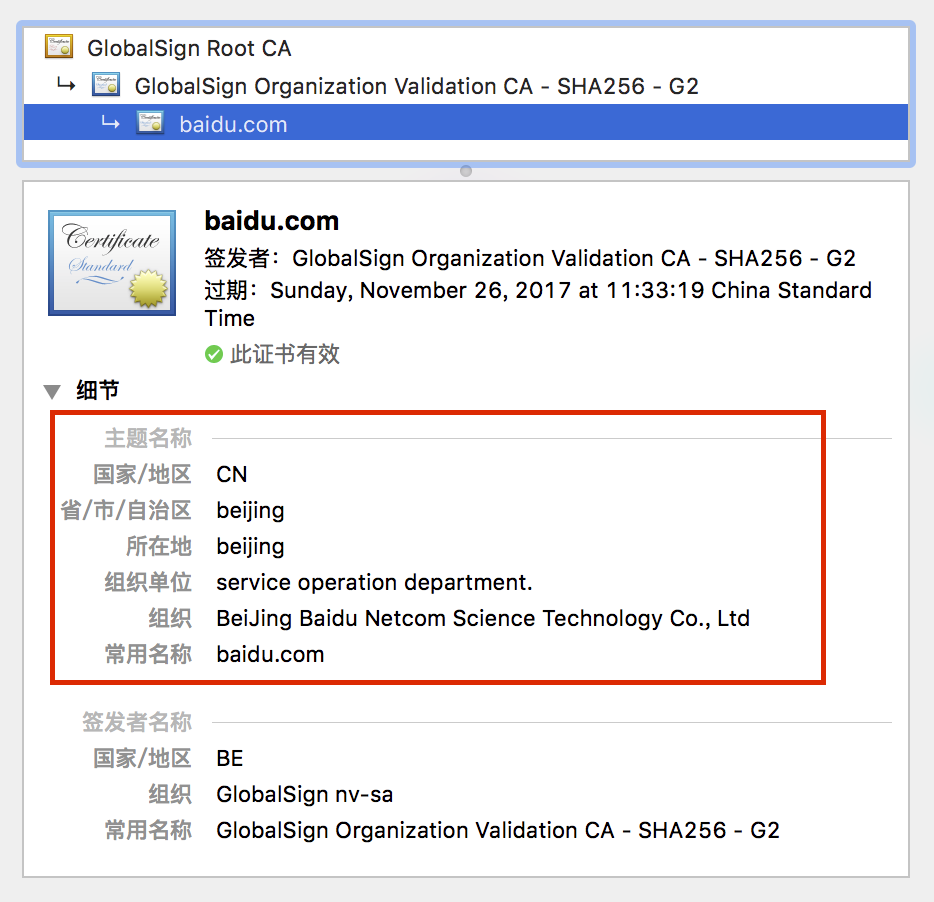 GlobalSign Root CA
GlobalSign Organization Validation CA - SHA256 - G2
baidu.com
Certificate
Standard
baidu.com
签发者：GlobalSign Organization Validation CA - SHA256 - G2
过期：Sunday, November 26, 2017 at 11:33:19 China Standard
Time
此证书有效
细节
主题名称
国家/地区 CN
省/市/自治区 beijing
所在地 beijing
组织单位 service operation department.
组织 BeiJing Baidu Netcom Science Technology Co., Ltd
常用名称 baidu.com
签发者名称
国家/地区 BE
组织 GlobalSign nv-sa
常用名称 GlobalSign Organization Validation CA - SHA256 - G2